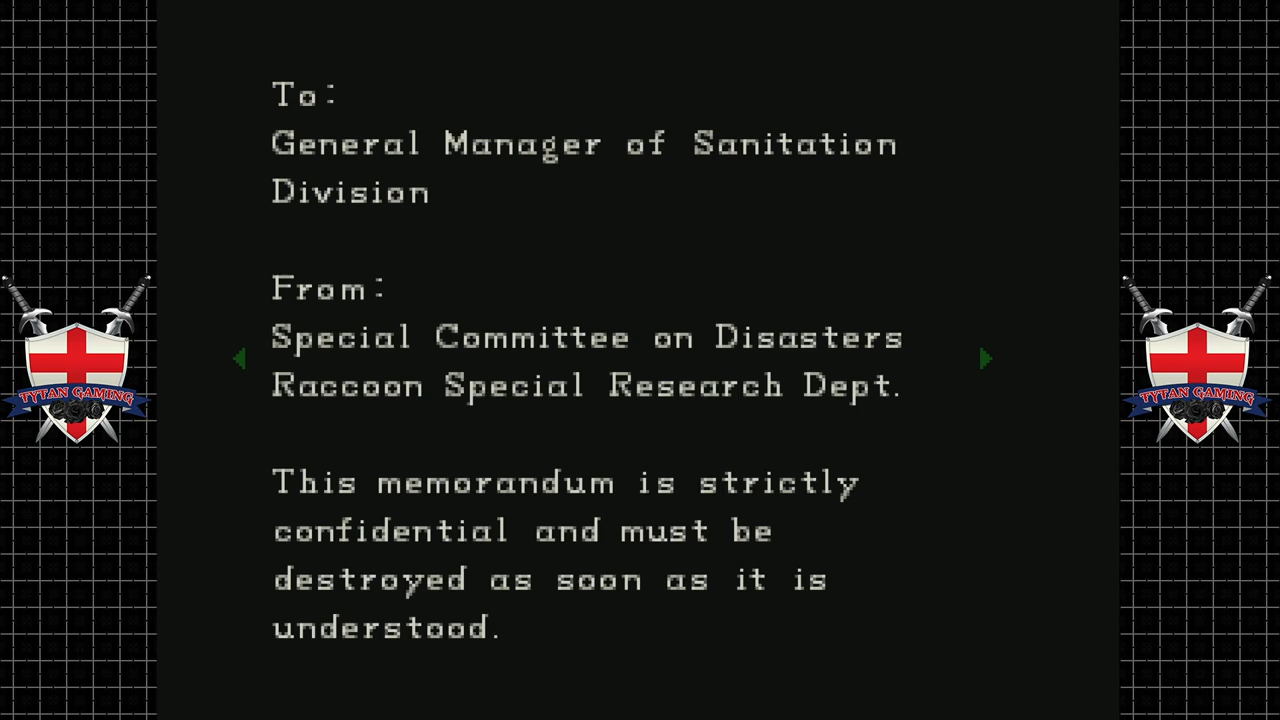 To:
General Manager of Sanitation
Division
From:
Special Committee on Disasters
Raccoon Special Research Dept.
This memorandum is strictly
confidential and must be
destroyed as soon as it is
understood.
TYTAN GAMING
TYTAN GAMING